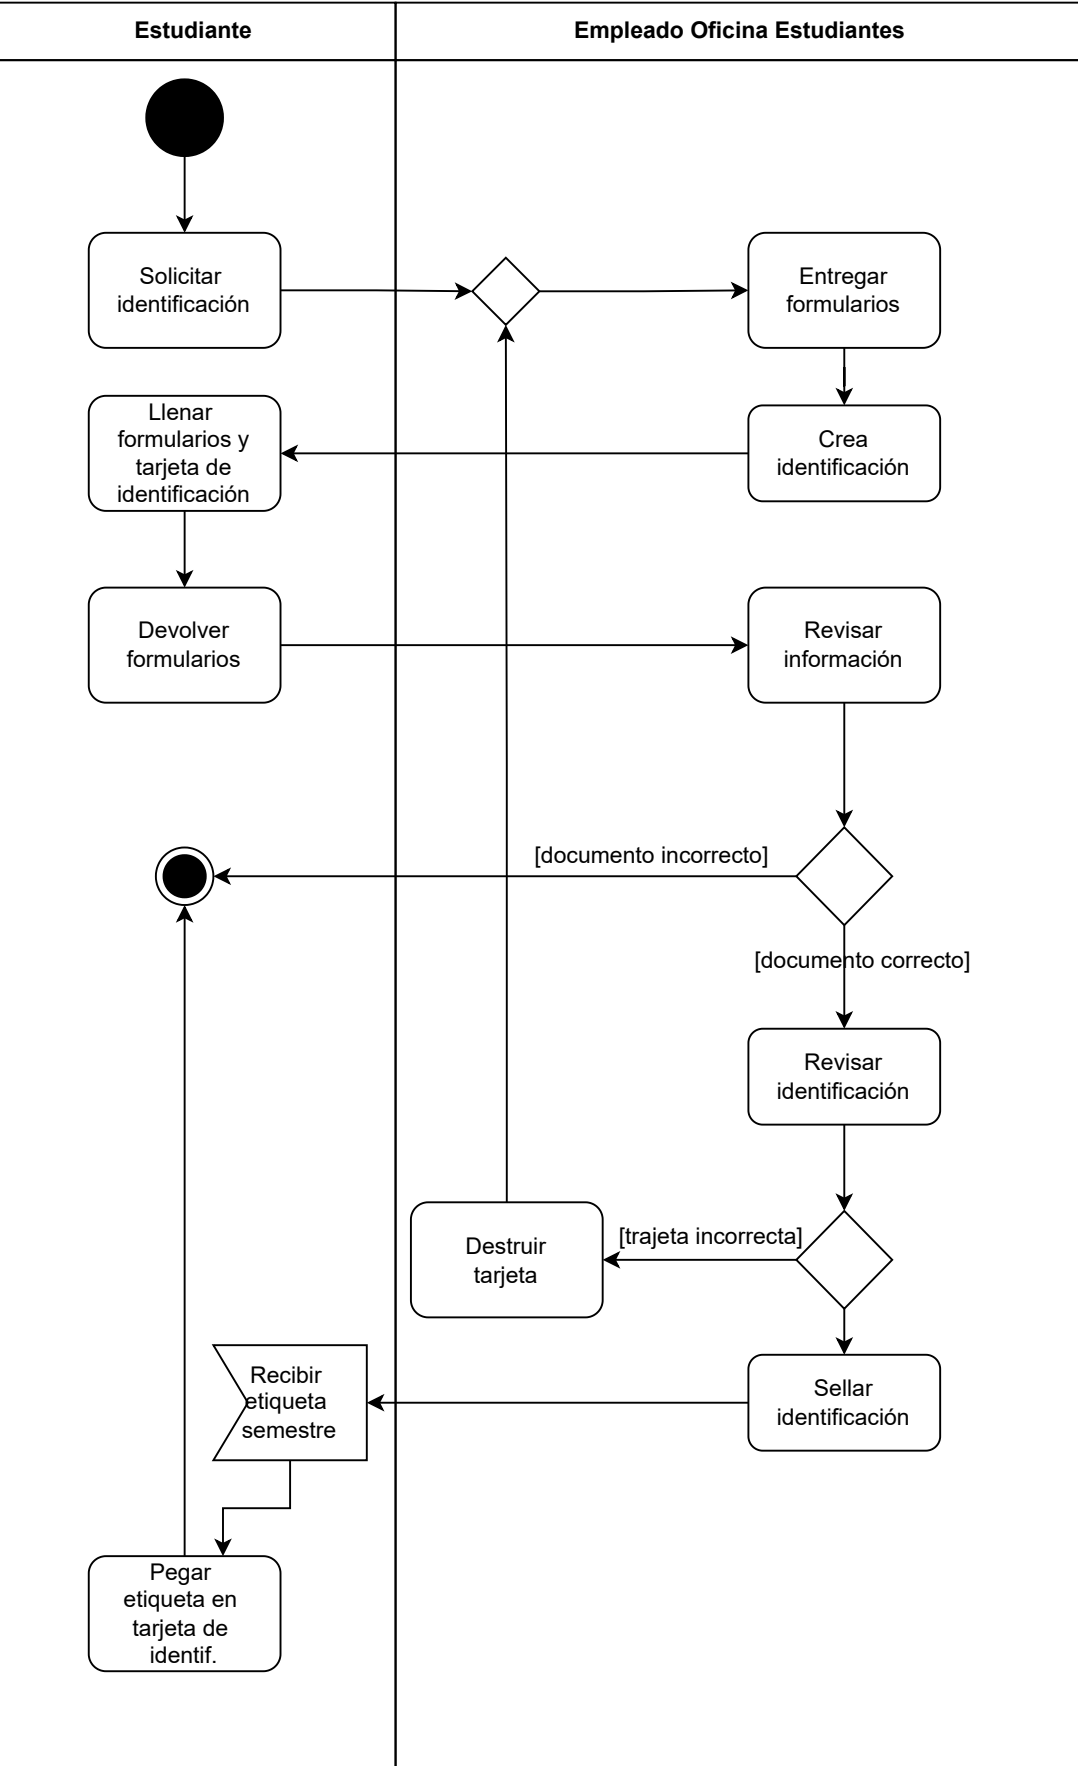 Estudiante
Empleado Oficina Estudiantes
Solicitar
identificación
Entregar
formularios
Llenar
formularios y
tarjeta de
identificación
Crea
identificación
Devolver
formularios
Revisar
información
[documento incorrecto]
[documento correcto]
Revisar
identificación
[trajeta incorrecta]
Destruir
tarjeta
Recibir
etiqueta
semestre
Sellar
identificación
Pegar
etiqueta en
tarjeta de
identif.